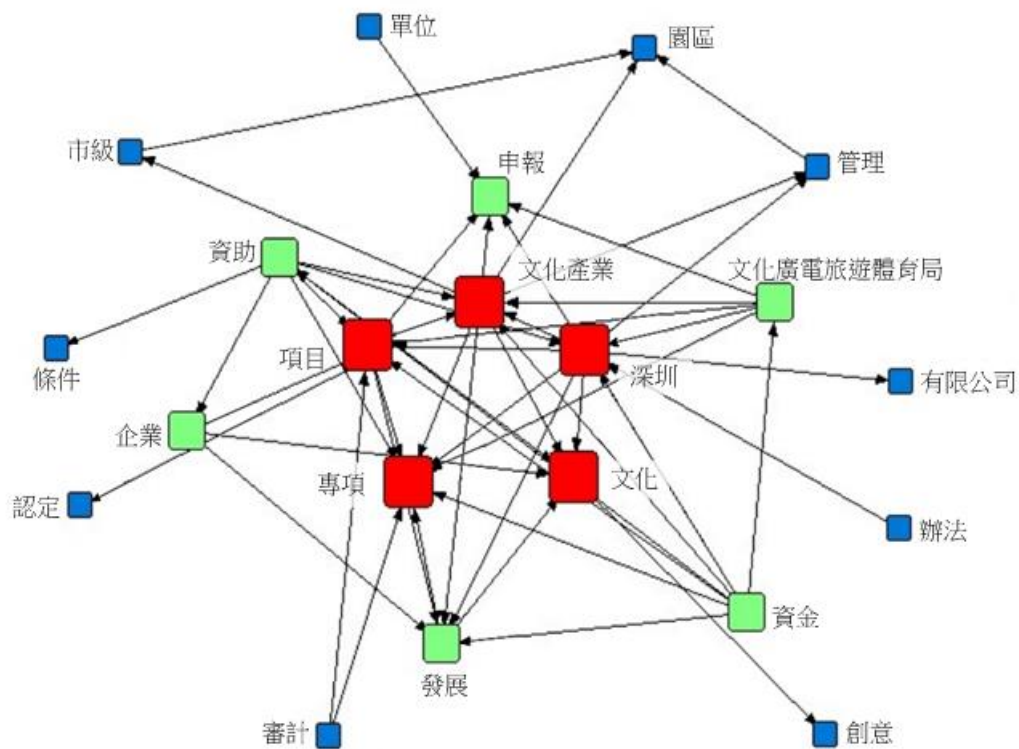 單位
園區
市級
申報
管理
資助
文化產業
文化廣電旅遊體育局
項目
深圳
條件
有限公司
企業
專項
文化
認定
辦法
資金
發展
審計
創意